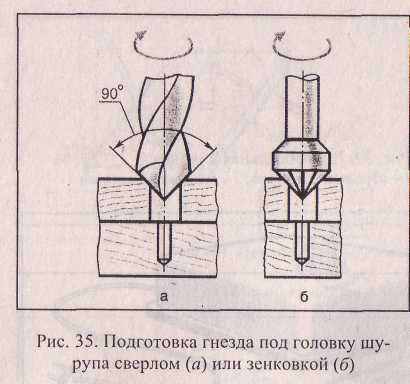 90°
а
б
Рис. 35. Подготовка гнезда под головку шу-
рупа сверлом (а) или зенковкой (б)